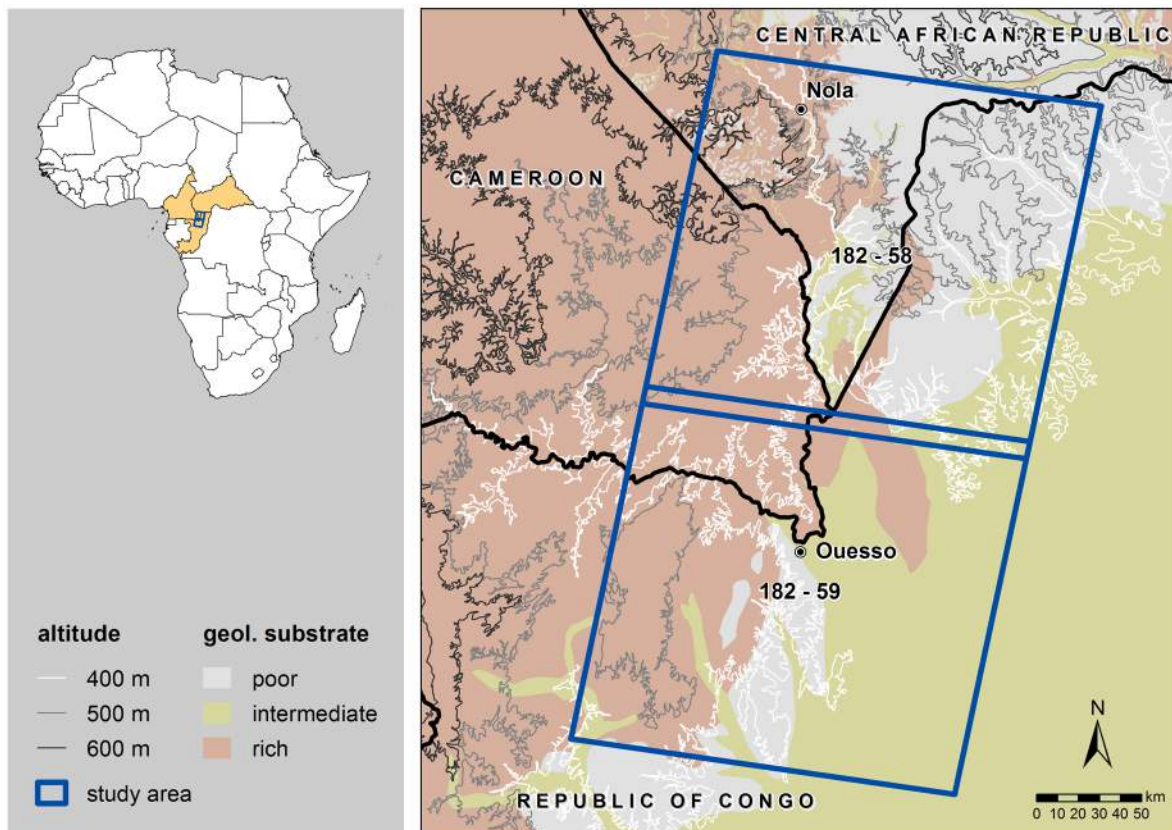 altitude
400 m
500 m
600 m
study area
geol. substrate
poor
intermediate
rich
CENTRAL AFRICAN REPUBLIC
Nola
CAMEROON
182 - 58
Ouesso
182 - 59
REPUBLIC OF CONGO
N
km
0 10 20 30 40 50